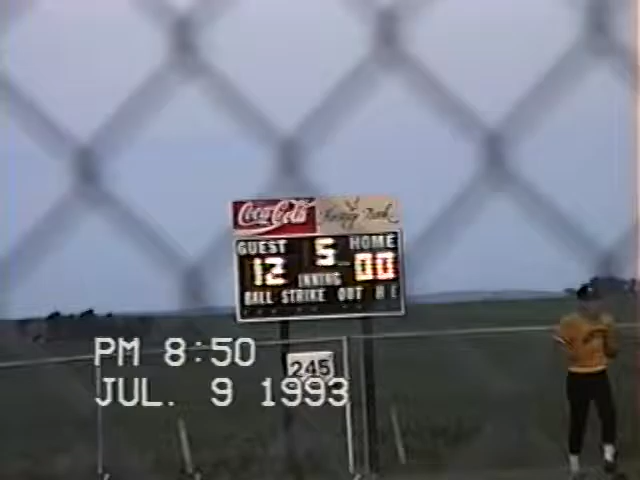 Coca-Cola
GUEST 5 HOME
12 INNING 00
BALL STRIKE OUT H E
245
PM 8:50
JUL. 9 1993